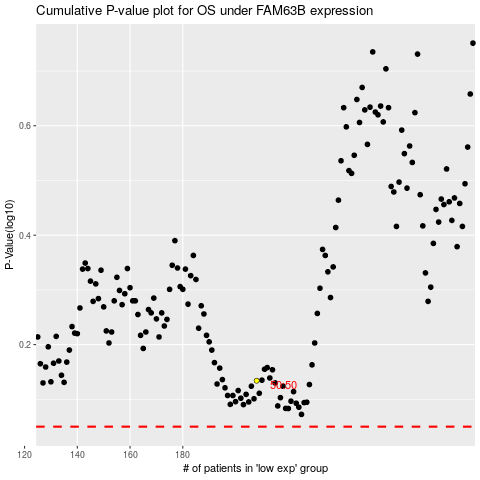 Cumulative P-value plot for OS under FAM63B expression
P-Value(log10)
0.6
0.4
0.2
50:50
120 140 160 180
# of patients in 'low exp' group